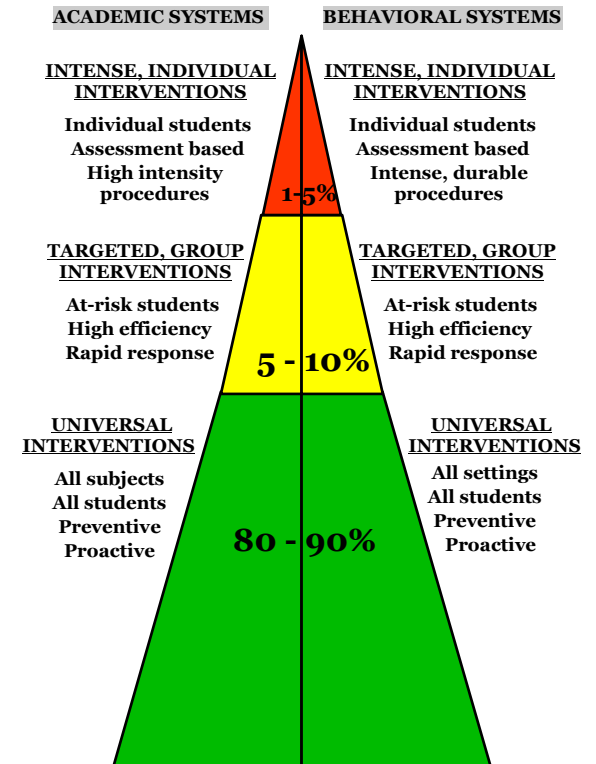 ACADEMIC SYSTEMS
BEHAVIORAL SYSTEMS
INTENSE, INDIVIDUAL
INTERVENTIONS
Individual students
Assessment based
High intensity
procedures
INTENSE, INDIVIDUAL
INTERVENTIONS
Individual students
Assessment based
Intense, durable
procedures
1-5%
TARGETED, GROUP
INTERVENTIONS
At-risk students
High efficiency
Rapid response
TARGETED, GROUP
INTERVENTIONS
At-risk students
High efficiency
Rapid response
5 - 10%
UNIVERSAL
INTERVENTIONS
All subjects
All students
Preventive
Proactive
UNIVERSAL
INTERVENTIONS
All settings
All students
Preventive
Proactive
80 - 90%